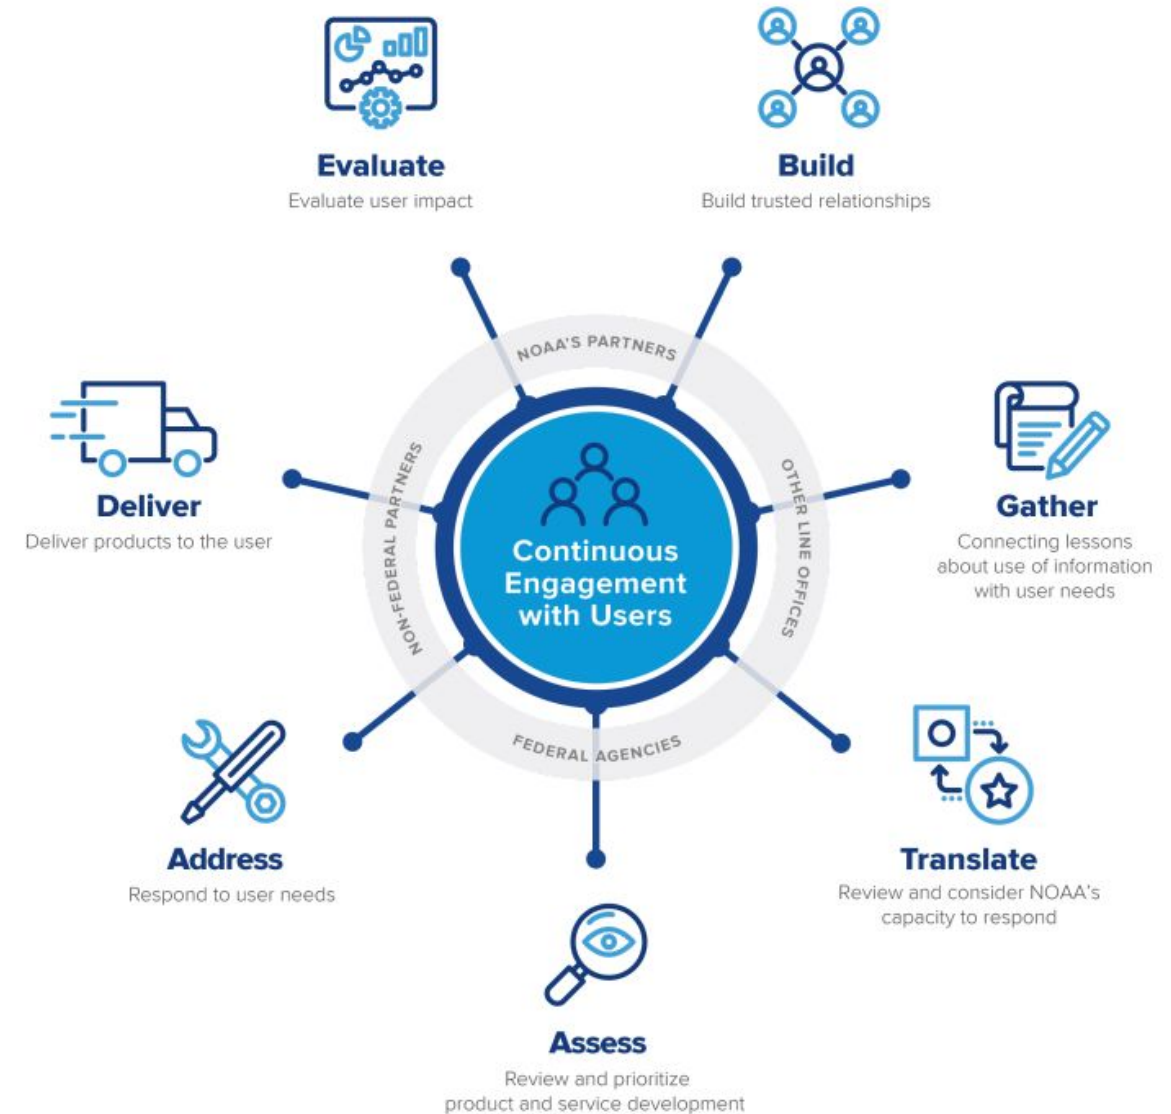 Evaluate
Evaluate user impact
Build
Build trusted relationships
NOAA'S PARTNERS
Deliver
Deliver products to the user
NON-FEDERAL PARTNERS
Continuous
Engagement
with Users
OTHER LINE OFFICES
Gather
Connecting lessons
about use of information
with user needs
FEDERAL AGENCIES
Address
Respond to user needs
Translate
Review and consider NOAA's
capacity to respond
Assess
Review and prioritize
product and service development